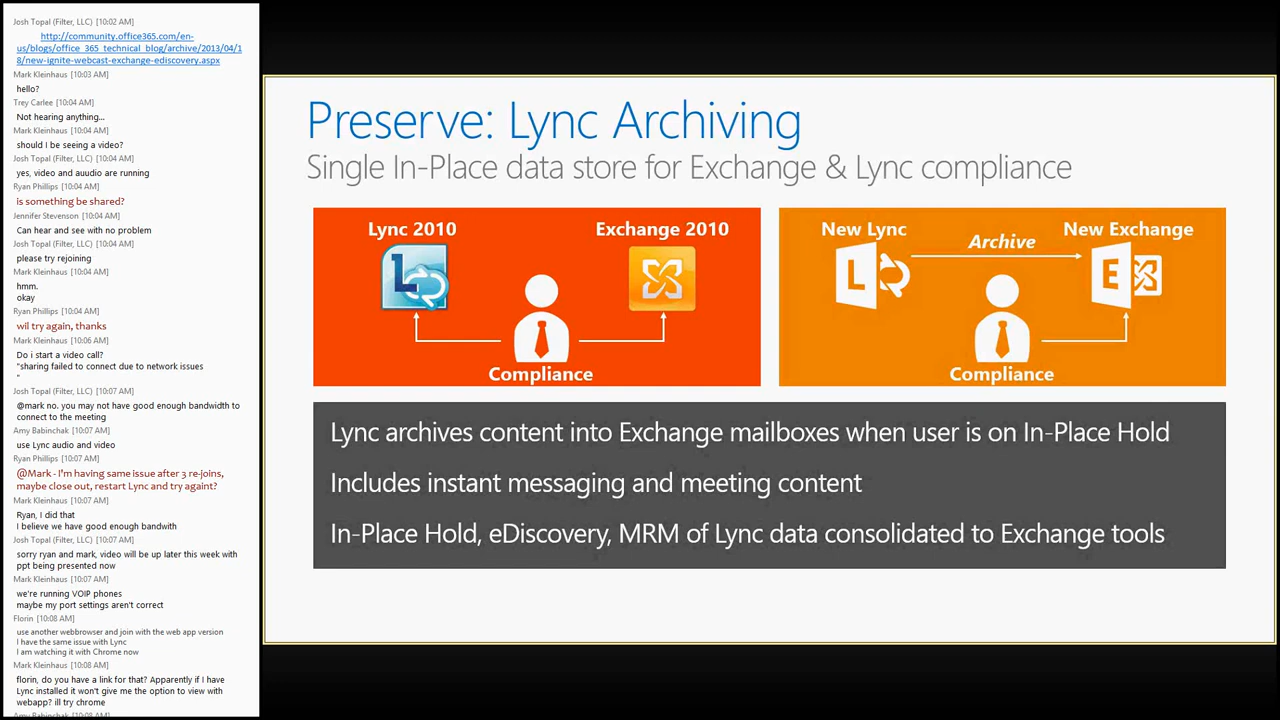 Josh Topal (Filter, LLC) [10:02 AM]
http://community.office365.com/en-
us/blogs/office_365_technical_blog/archive/2013/04/1
8/new-ignite-webcast-exchange-ediscovery.aspx
Mark Kleinhaus [10:03 AM]
hello?
Trey Carlee [10:04 AM]
Not hearing anything...
Mark Kleinhaus [10:04 AM]
should I be seeing a video?
Josh Topal (Filter, LLC) [10:04 AM]
yes, video and auudio are running
Ryan Phillips [10:04 AM]
is something be shared?
Jennifer Stevenson [10:04 AM]
Can hear and see with no problem
Josh Topal (Filter, LLC) [10:04 AM]
please try rejoining
Mark Kleinhaus [10:04 AM]
hmm.
okay
Ryan Phillips [10:04 AM]
wil try again, thanks
Mark Kleinhaus [10:06 AM]
Do i start a video call?
"sharing failed to connect due to network issues
"
Josh Topal (Filter, LLC) [10:07 AM]
@mark no. you may not have good enough bandwidth to
connect to the meeting
Amy Babinchak [10:07 AM]
use Lync audio and video
Ryan Phillips [10:07 AM]
@Mark - I'm having same issue after 3 re-joins,
maybe close out, restart Lync and try againt?
Mark Kleinhaus [10:07 AM]
Ryan, I did that
I believe we have good enough bandwith
Josh Topal (Filter, LLC) [10:07 AM]
sorry ryan and mark, video will be up later this week with
ppt being presented now
Mark Kleinhaus [10:07 AM]
we're running VOIP phones
maybe my port settings aren't correct
Florin [10:08 AM]
use another webbrowser and join with the web app version
I have the same issue with Lync
I am watching it with Chrome now
Mark Kleinhaus [10:08 AM]
florin, do you have a link for that? Apparently if I have
Lync installed it won't give me the option to view with
webapp? ill try chrome
Amy Babinchak [10:08 AM]
Preserve: Lync Archiving
Single In-Place data store for Exchange & Lync compliance
Lync 2010
Exchange 2010
Compliance
New Lync
Archive
New Exchange
Compliance
Lync archives content into Exchange mailboxes when user is on In-Place Hold
Includes instant messaging and meeting content
In-Place Hold, eDiscovery, MRM of Lync data consolidated to Exchange tools